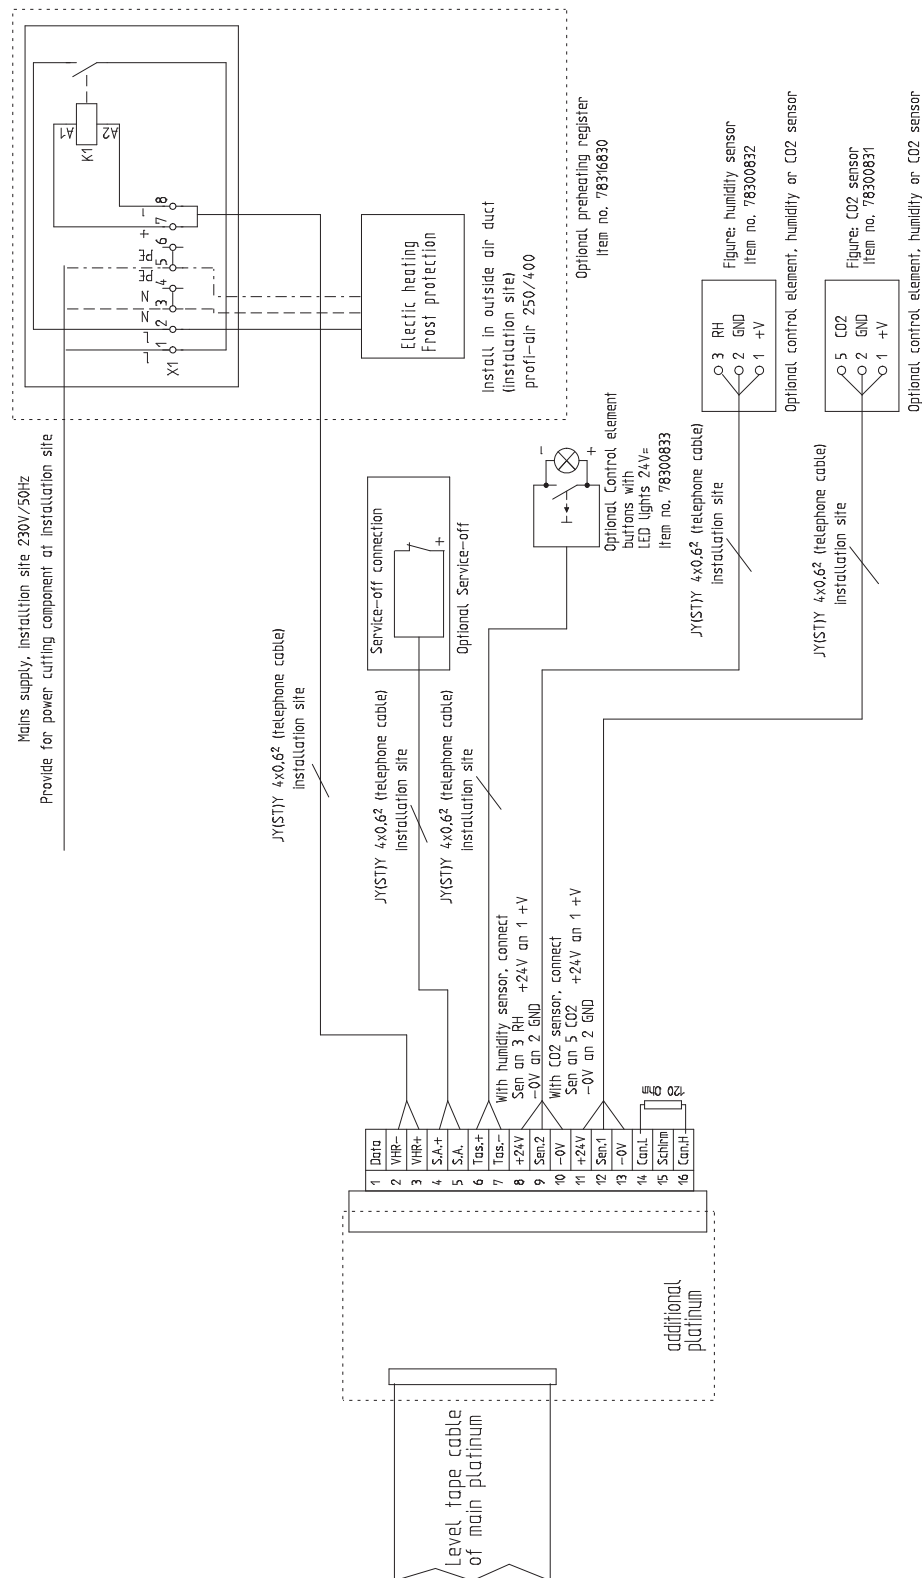 Mains supply, installtion site 230V/50Hz
Provide for power cutting component at installation site
K1
A1
A2
X1
1
2
3
4
5
6
7
8
L
L
N
N
PE
PE
+
-
Electic heating
Frost protection
Install in outside air duct
(instalation site)
profi-air 250/400
Optional preheating register
Item no. 78316830
JY(ST)Y 4x0,6² (telephone cable)
installation site
Service-off connection
+
Optional Service-off
JY(ST)Y 4x0,6² (telephone cable)
installation site
JY(ST)Y 4x0,6² (telephone cable)
installation site
-
+
Optional Control element
buttons with
LED lights 24V=
Item no. 78300833
JY(ST)Y 4x0,6² (telephone cable)
installation site
3 RH
2 GND
1 +V
Figure: humidity sensor
Item no. 78300832
Optional control element, humidity or CO2 sensor
JY(ST)Y 4x0,6² (telephone cable)
installation site
5 CO2
2 GND
1 +V
Figure: CO2 sensor
Item no. 78300831
Optional control element, humidity or CO2 sensor
With humidity sensor, connect
Sen an 3 RH +24V an 1 +V
-0V an 2 GND
With CO2 sensor, connect
Sen an 5 CO2 +24V an 1 +V
-0V an 2 GND
1 Data
2 VHR-
3 VHR+
4 S.A.+
5 S.A.
6 Tas.+
7 Tas.-
8 +24V
9 Sen.2
10 -0V
11 +24V
12 Sen.1
13 -0V
14 Can.L
15 Schirm
16 Can.H
120 Ohm
additional
platinum
Level tape cable
of main platinum